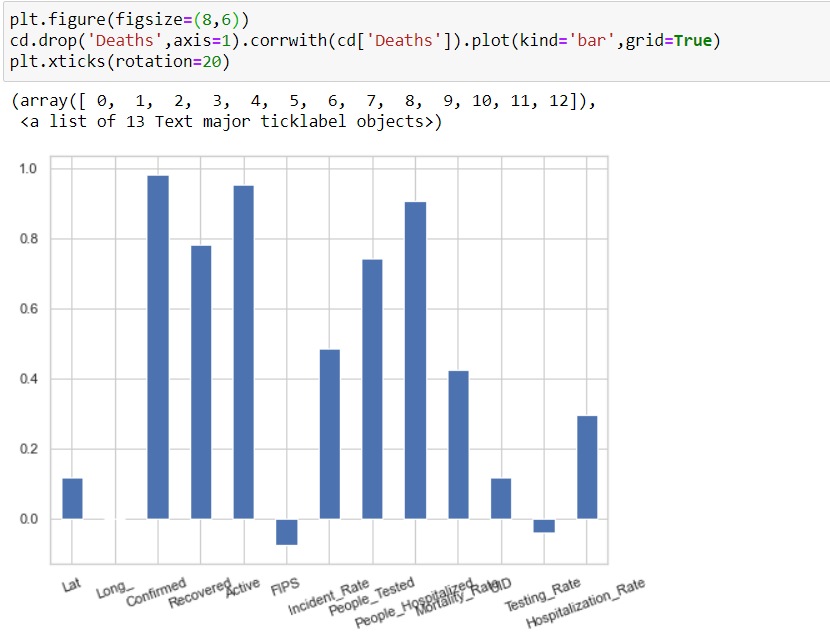 plt.figure(figsize=(8,6))
cd.drop('Deaths',axis=1).corrwith(cd['Deaths']).plot(kind='bar',grid=True)
plt.xticks(rotation=20)
(array([ 0,  1,  2,  3,  4,  5,  6,  7,  8,  9, 10, 11, 12]),
 <a list of 13 Text major ticklabel objects>)
1.0
0.8
0.6
0.4
0.2
0.0
Lat
Long_
Confirmed
Recovered
Active
FIPS
Incident_Rate
People_Tested
People_Hospitalized
Mortality_Rate
UID
Testing_Rate
Hospitalization_Rate